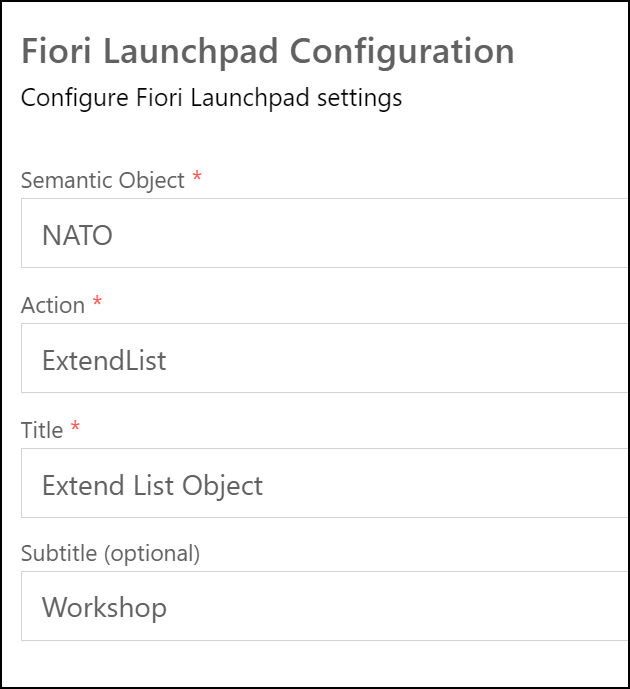 Fiori Launchpad Configuration
Configure Fiori Launchpad settings
Semantic Object *
NATO
Action *
ExtendList
Title *
Extend List Object
Subtitle (optional)
Workshop